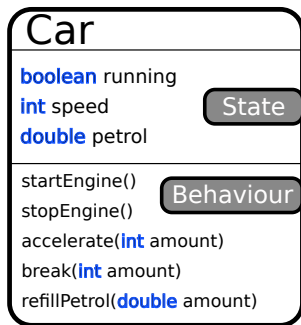 Car
boolean running
int speed
State
double petrol
startEngine()
Behaviour
stopEngine()
accelerate(int amount)
break(int amount)
refillPetrol(double amount)